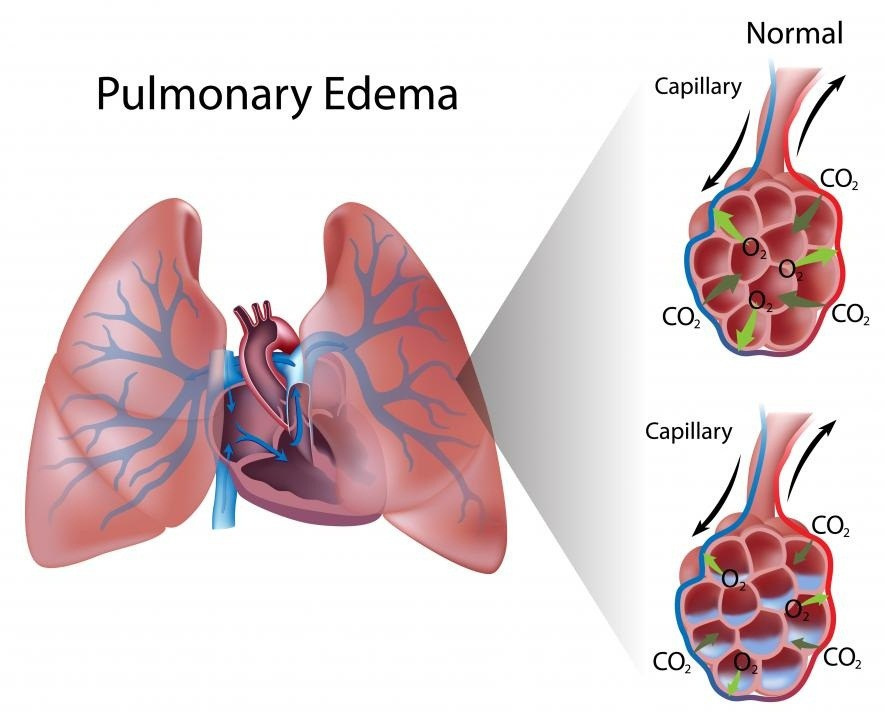 Pulmonary Edema
Normal
Capillary
CO₂
O₂
O₂
O₂
CO₂
CO₂
Capillary
CO₂
O₂
O₂
CO₂
O₂
CO₂